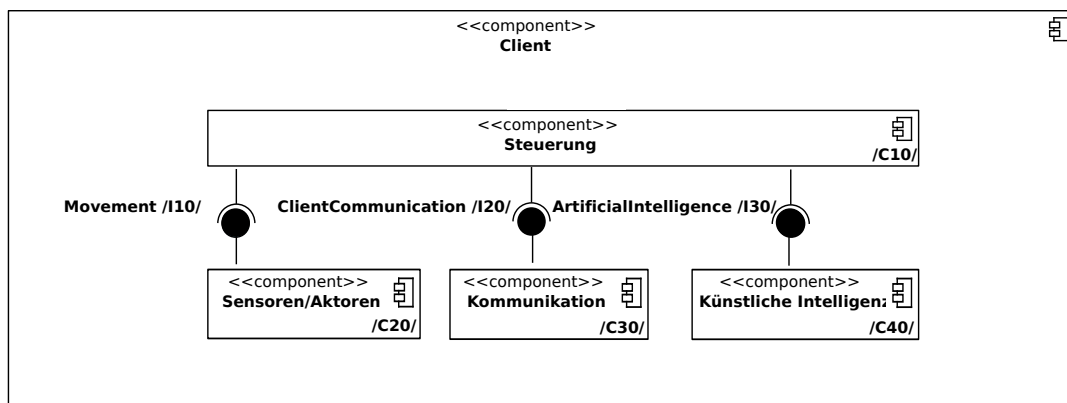 <<component>>
Client
<<component>>
Steuerung
/C10/
Movement /I10/
ClientCommunication /I20/
ArtificialIntelligence /I30/
<<component>>
Sensoren/Aktoren
/C20/
<<component>>
Kommunikation
/C30/
<<component>>
Künstliche Intelligenz
/C40/